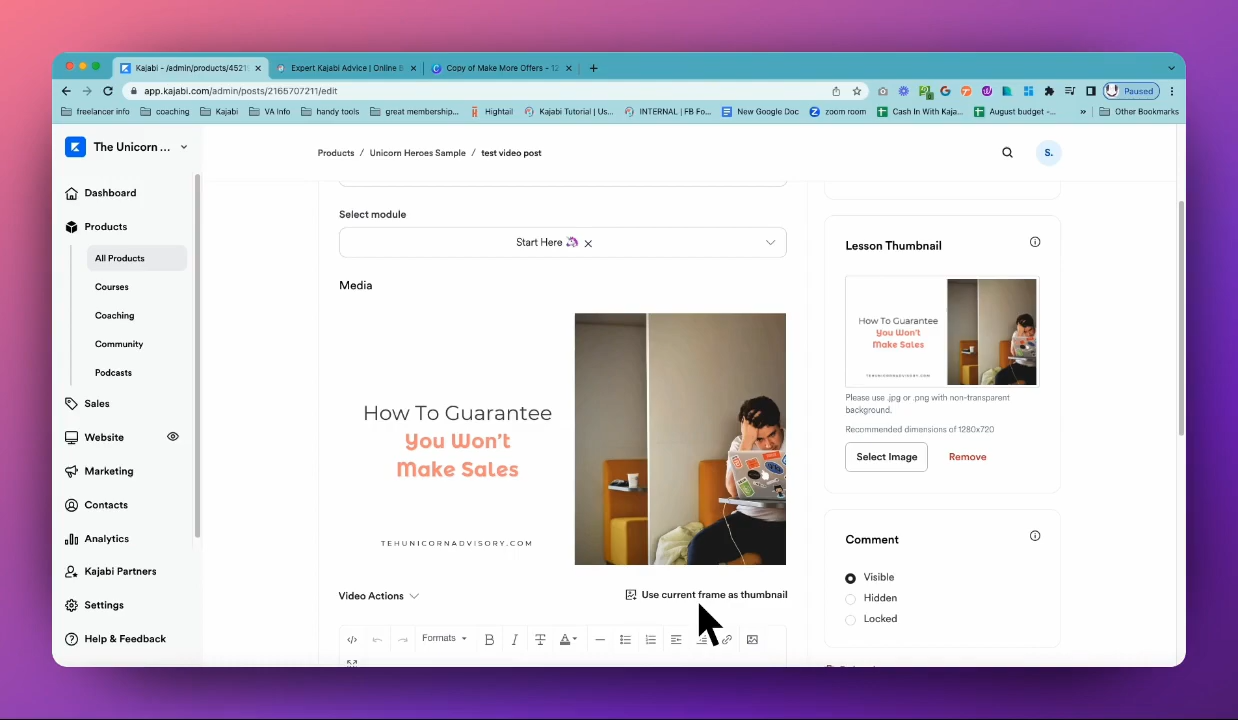 Kajabi - /admin/products/4521
Expert Kajabi Advice | Online B
Copy of Make More Offers - 12
app.kajabi.com/admin/posts/2165707211/edit
Paused
freelancer info
coaching
Kajabi
VA Info
handy tools
great membership...
Hightail
Kajabi Tutorial | Us...
INTERNAL | FB Fo...
New Google Doc
zoom room
Cash In With Kaja...
August budget -...
»
Other Bookmarks
The Unicorn ...
Products / Unicorn Heroes Sample / test video post
S.
Dashboard
Products
All Products
Courses
Coaching
Community
Podcasts
Sales
Website
Marketing
Contacts
Analytics
Kajabi Partners
Settings
Help & Feedback
Select module
Start Here 🦄
Media
How To Guarantee
You Won't
Make Sales
TEHUNICORNADVISORY.COM
Video Actions
Use current frame as thumbnail
Formats
B
I
T
A
Lesson Thumbnail
How To Guarantee
You Won't
Make Sales
TEHUNICORNADVISORY.COM
Please use .jpg or .png with non-transparent
background.
Recommended dimensions of 1280x720
Select Image
Remove
Comment
Visible
Hidden
Locked